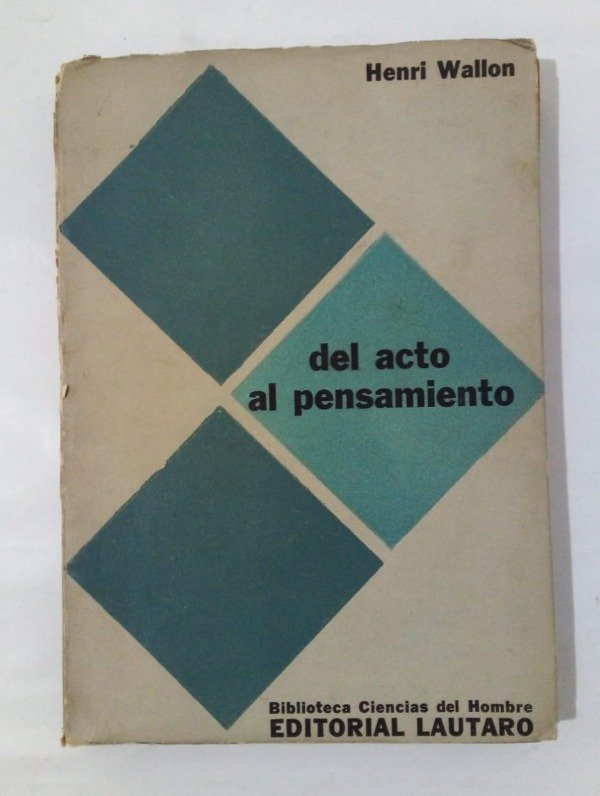 Henri Wallon
del acto
al pensamiento
Biblioteca Ciencias del Hombre
EDITORIAL LAUTARO